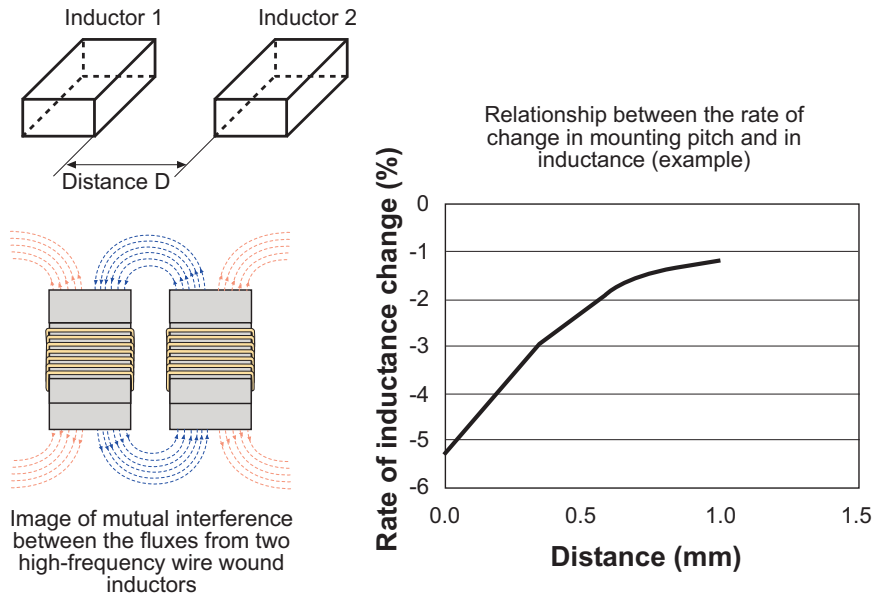 Inductor 1
Inductor 2
Distance D
Image of mutual interference
between the fluxes from two
high-frequency wire wound
inductors
Relationship between the rate of
change in mounting pitch and in
inductance (example)
Rate of inductance change (%)
0
-1
-2
-3
-4
-5
-6
0.0
0.5
1.0
1.5
Distance (mm)